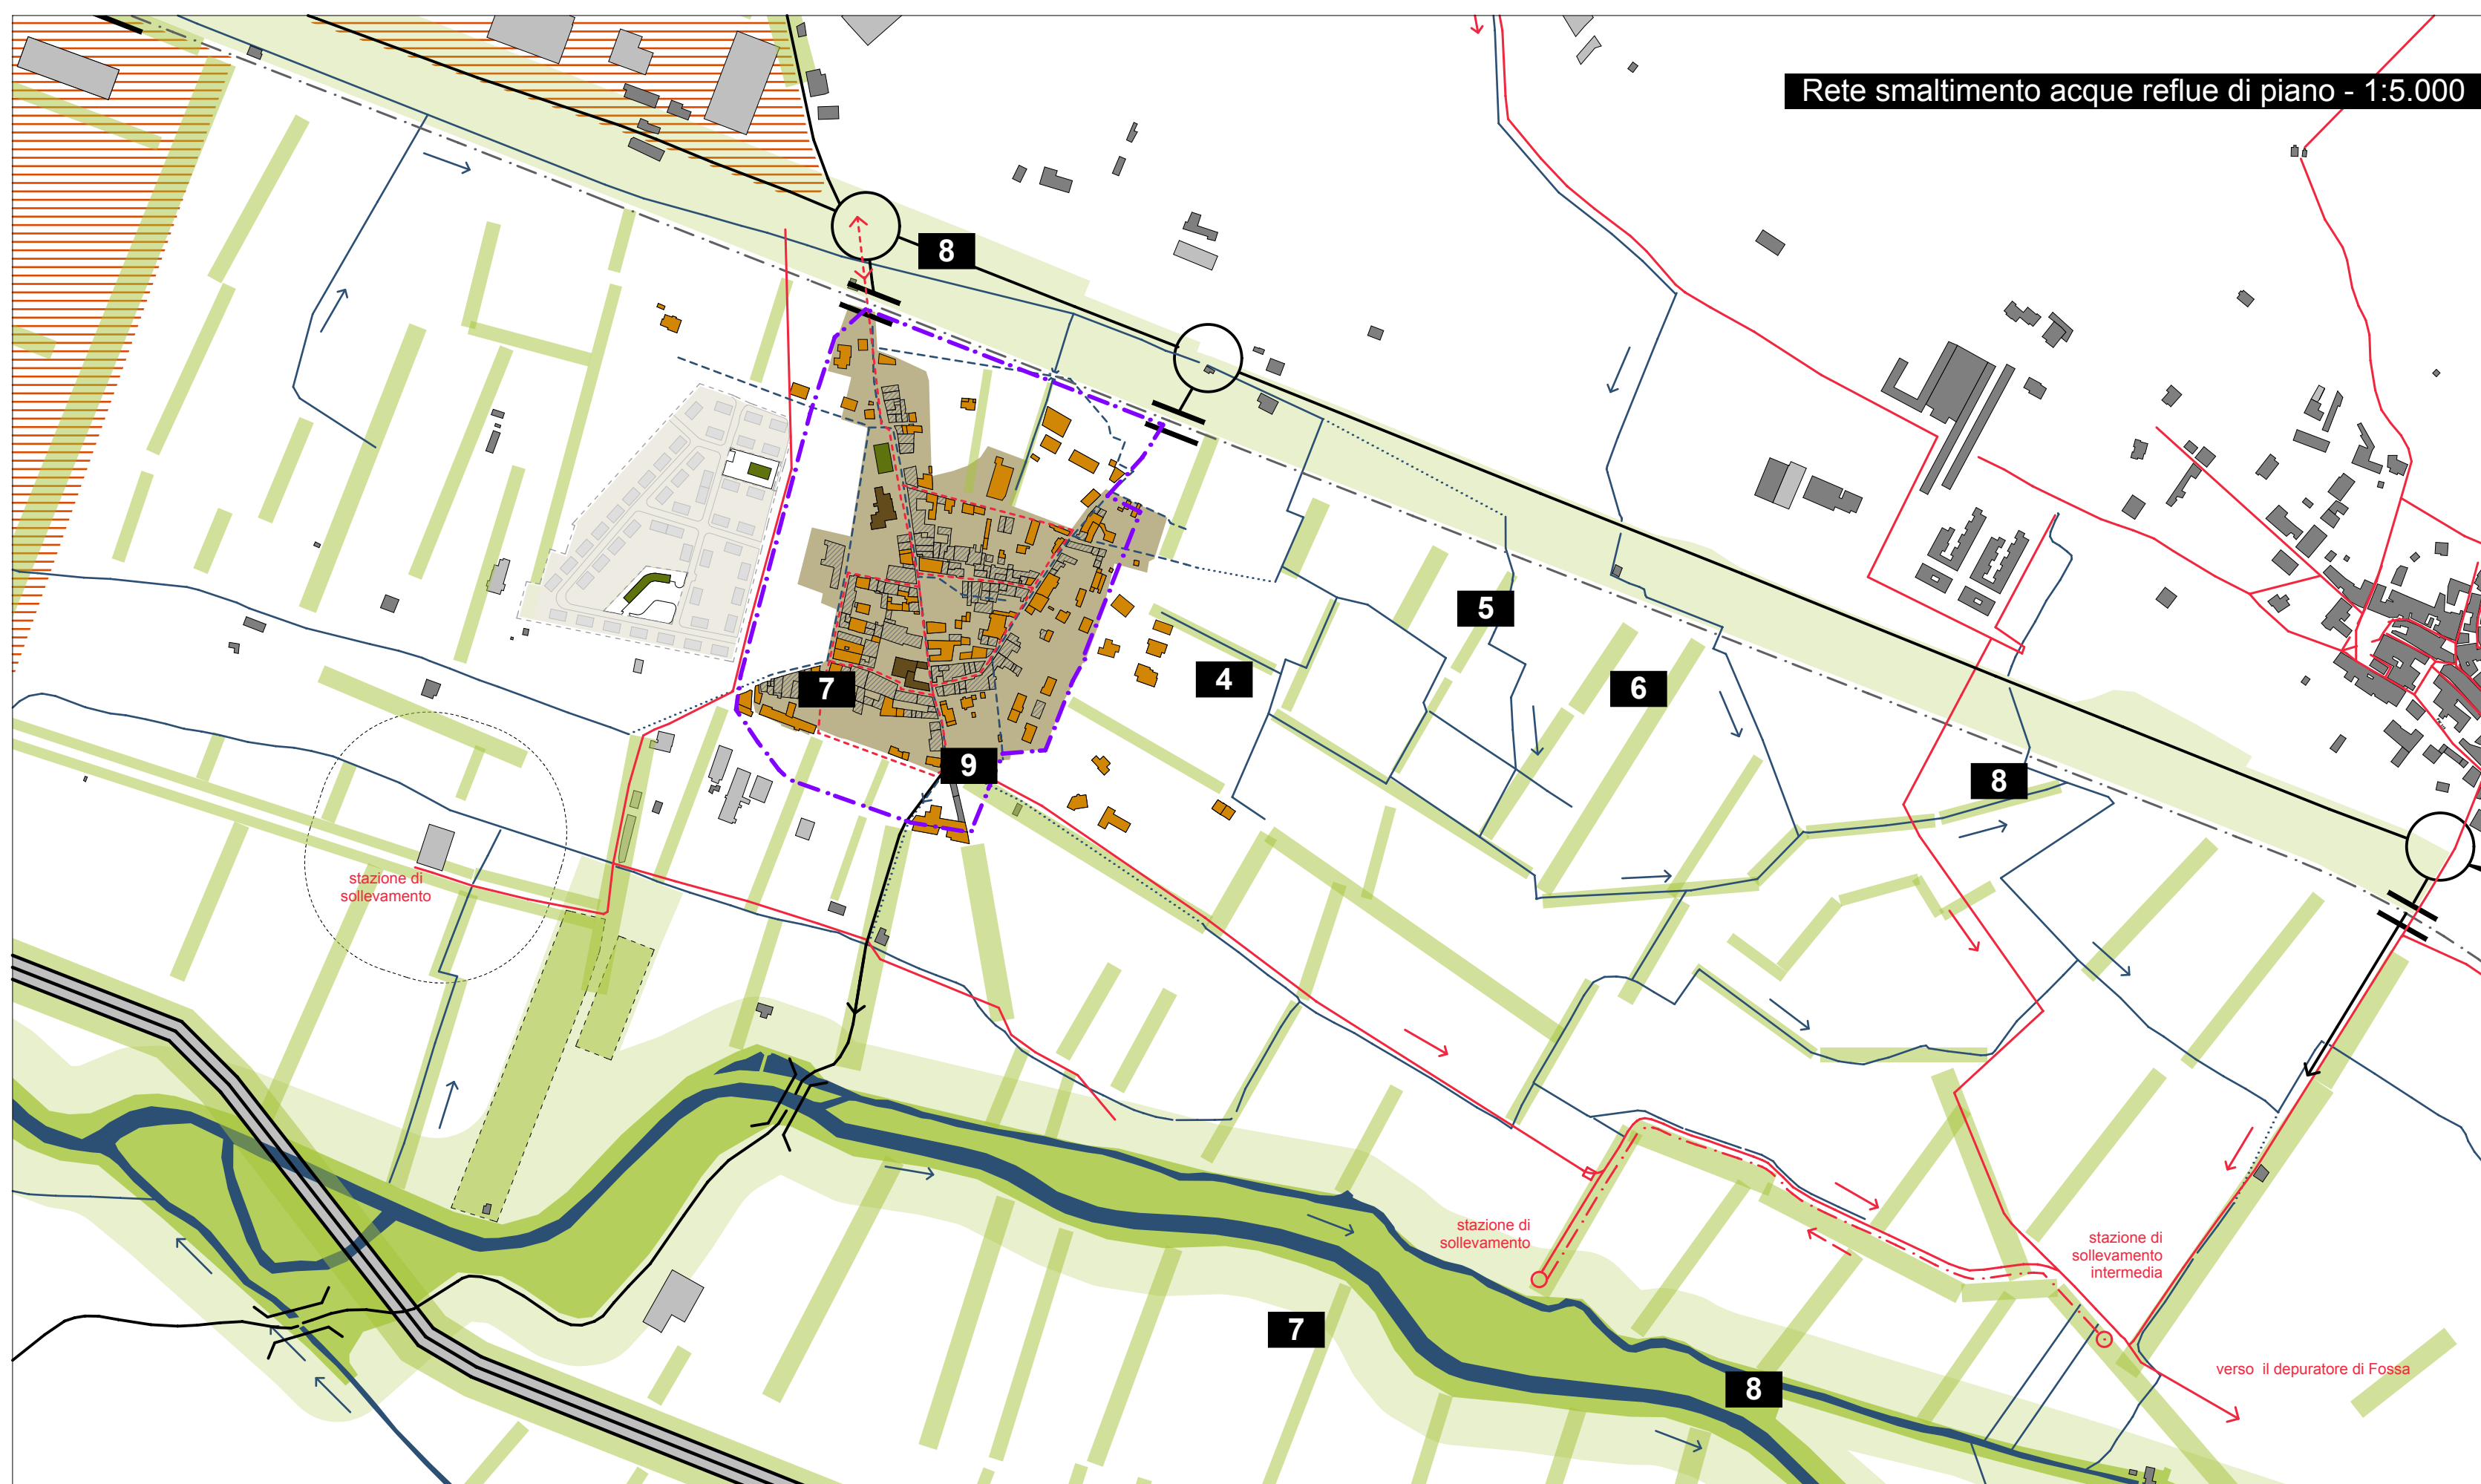 Rete smaltimento acque reflue di piano - 1:5.000
8
5
4
6
7
9
8
stazione di
sollevamento
stazione di
sollevamento
stazione di
sollevamento
intermedia
7
8
verso il depuratore di Fossa